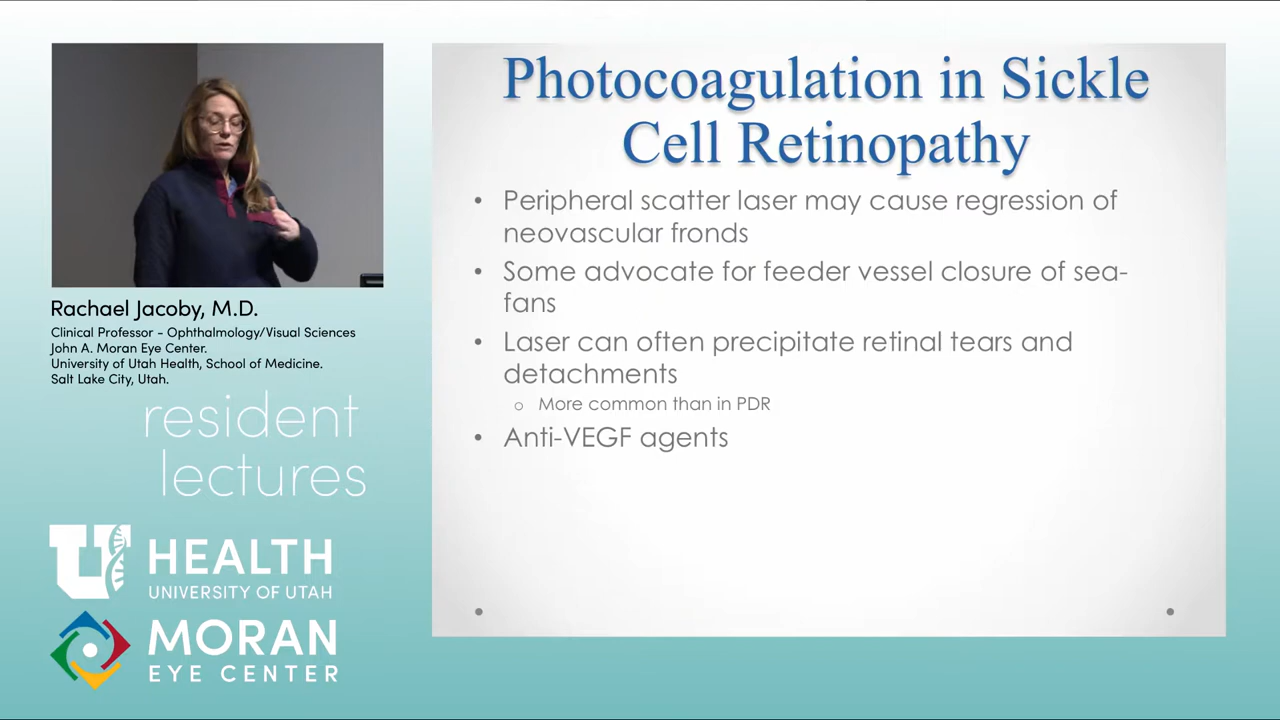 Photocoagulation in Sickle
Cell Retinopathy
• Peripheral scatter laser may cause regression of
neovascular fronds
• Some advocate for feeder vessel closure of sea-
fans
• Laser can often precipitate retinal tears and
detachments
o More common than in PDR
• Anti-VEGF agents
Rachael Jacoby, M.D.
Clinical Professor - Ophthalmology/Visual Sciences
John A. Moran Eye Center.
University of Utah Health, School of Medicine.
Salt Lake City, Utah.
resident
lectures
U HEALTH
UNIVERSITY OF UTAH
MORAN
EYE CENTER